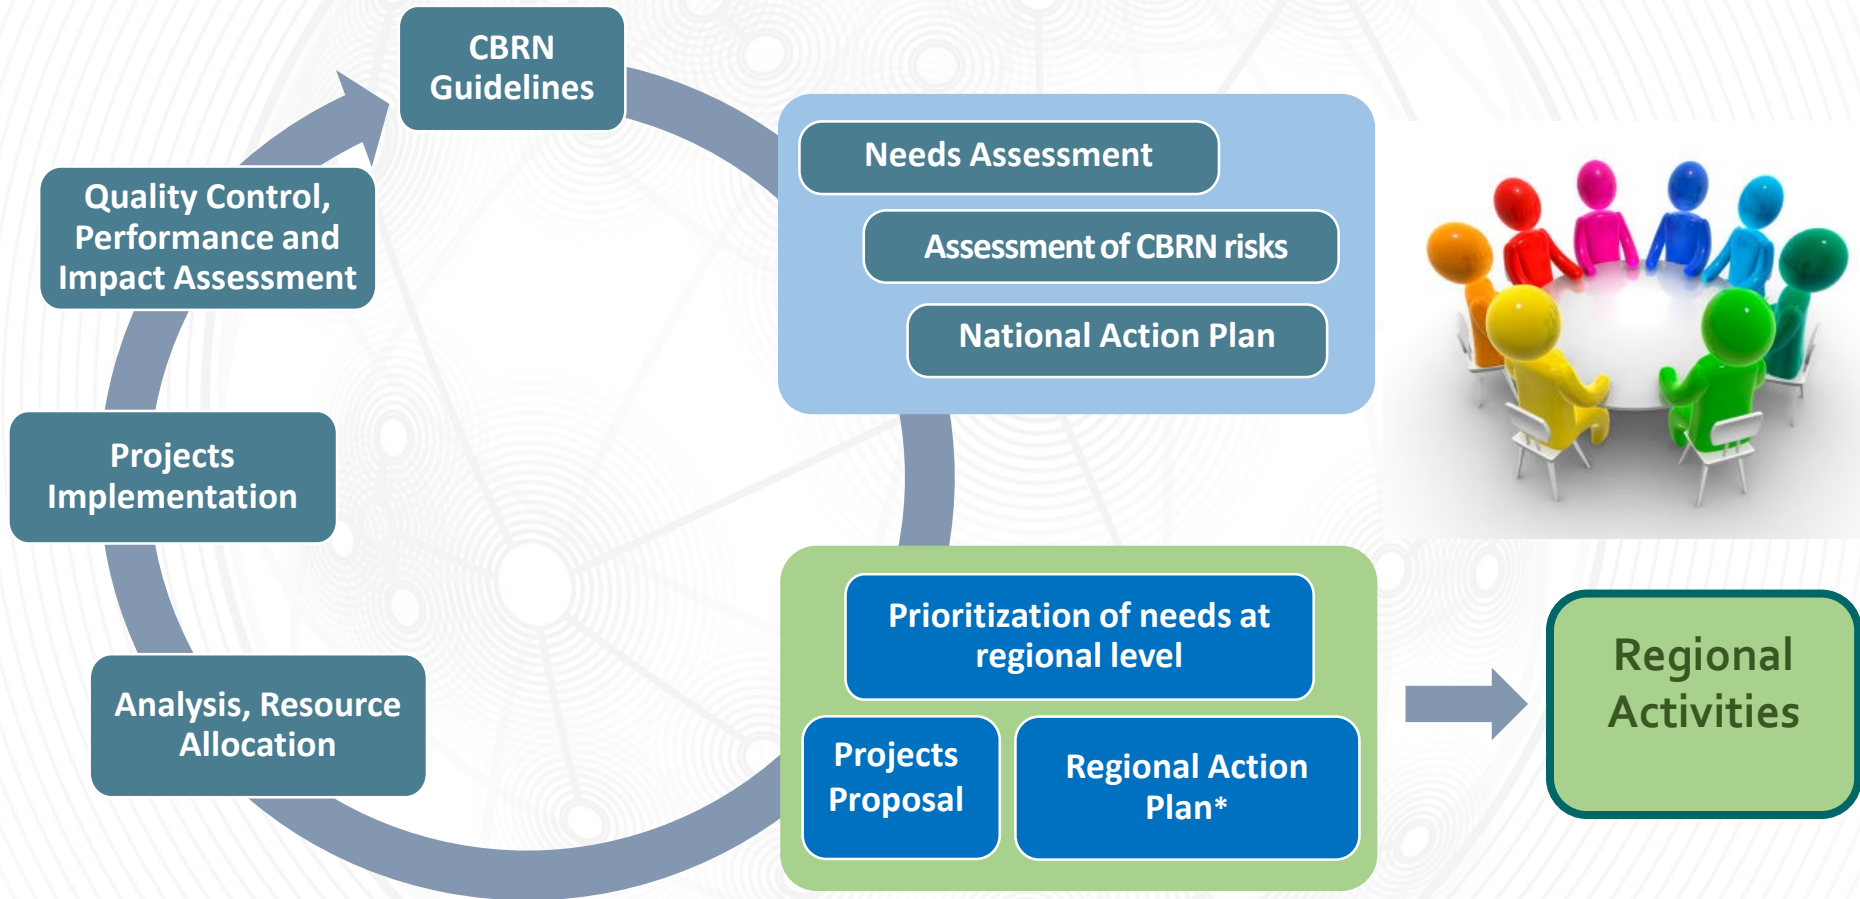 CBRN
Guidelines
Needs Assessment
Assessment of CBRN risks
National Action Plan
Quality Control,
Performance and
Impact Assessment
Projects
Implementation
Analysis, Resource
Allocation
Prioritization of needs at
regional level
Projects
Proposal
Regional Action
Plan*
Regional
Activities